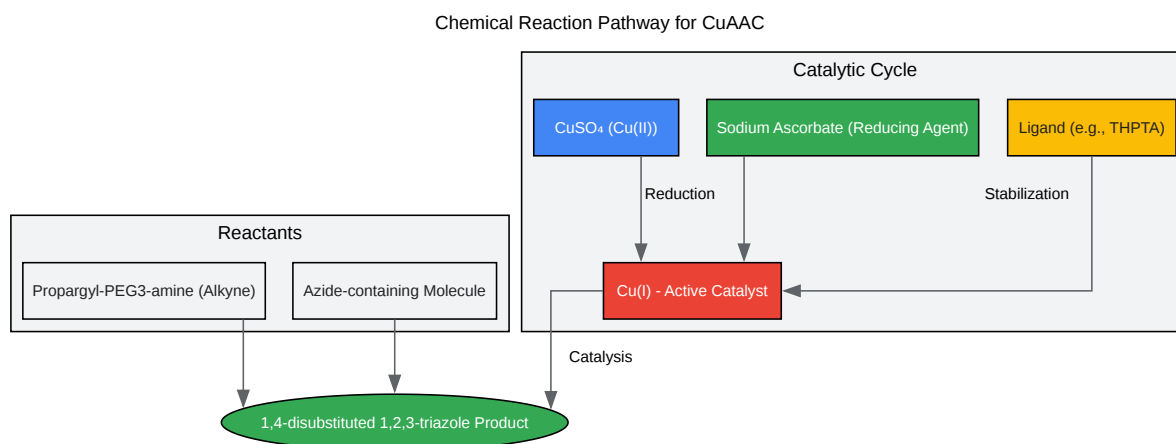 Chemical Reaction Pathway for CuAAC
Catalytic Cycle
CuSO₄ (Cu(II))
Sodium Ascorbate (Reducing Agent)
Ligand (e.g., THPTA)
Reduction
Stabilization
Reactants
Propargyl-PEG3-amine (Alkyne)
Azide-containing Molecule
Cu(I) - Active Catalyst
Catalysis
1,4-disubstituted 1,2,3-triazole Product